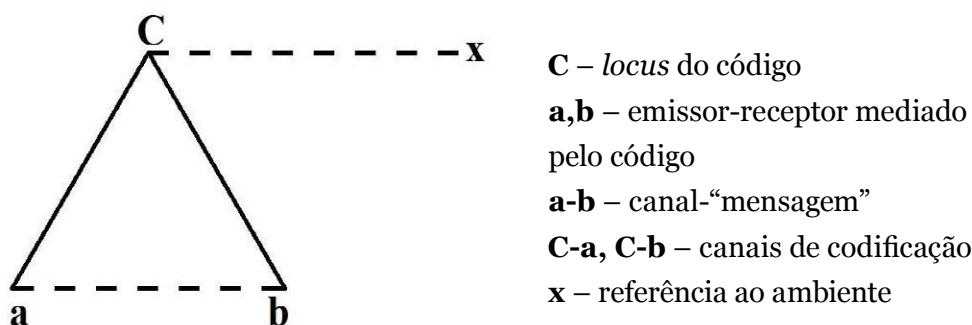 C
x
a
b
C – locus do código
a,b – emissor-receptor mediado
pelo código
a-b – canal-“mensagem”
C-a, C-b – canais de codificação
x – referência ao ambiente